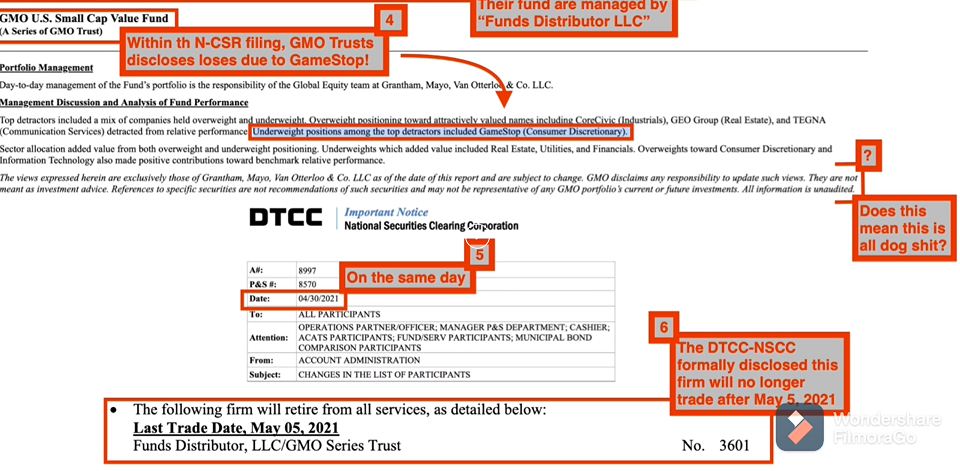 Their fund are managed by
“Funds Distributor LLC”
GMO U.S. Small Cap Value Fund
(A Series of GMO Trust)
4
Within th N-CSR filing, GMO Trusts
discloses loses due to GameStop!
Portfolio Management
Day-to-day management of the Fund’s portfolio is the responsibility of the Global Equity team at Grantham, Mayo, Van Otterloo & Co. LLC.
Management Discussion and Analysis of Fund Performance
Top detractors included a mix of companies held overweight and underweight. Overweight positioning toward attractively valued names including CoreCivic (Industrials), GEO Group (Real Estate), and TEGNA
(Communication Services) detracted from relative performance. Underweight positions among the top detractors included GameStop (Consumer Discretionary).
Sector allocation added value from both overweight and underweight positioning. Underweights which added value included Real Estate, Utilities, and Financials. Overweights toward Consumer Discretionary and
Information Technology also made positive contributions toward benchmark relative performance.
The views expressed herein are exclusively those of Grantham, Mayo, Van Otterloo & Co. LLC as of the date of this report and are subject to change. GMO disclaims any responsibility to update such views. They are not
meant as investment advice. References to specific securities are not recommendations of such securities and may not be representative of any GMO portfolio’s current or future investments. All information is unaudited.
?
Does this
mean this is
all dog shit?
DTCC
Important Notice
National Securities Clearing Corporation
5
On the same day
A#: 8997
P&S #: 8570
Date: 04/30/2021
To: ALL PARTICIPANTS
Attention: OPERATIONS PARTNER/OFFICER; MANAGER P&S DEPARTMENT; CASHIER;
ACATS PARTICIPANTS; FUND/SERV PARTICIPANTS; MUNICIPAL BOND
COMPARISON PARTICIPANTS
From: ACCOUNT ADMINISTRATION
Subject: CHANGES IN THE LIST OF PARTICIPANTS
6
The DTCC-NSCC
formally disclosed this
firm will no longer
trade after May 5, 2021
• The following firm will retire from all services, as detailed below:
Last Trade Date, May 05, 2021
Funds Distributor, LLC/GMO Series Trust No. 3601
Wondershare
FilmoraGo